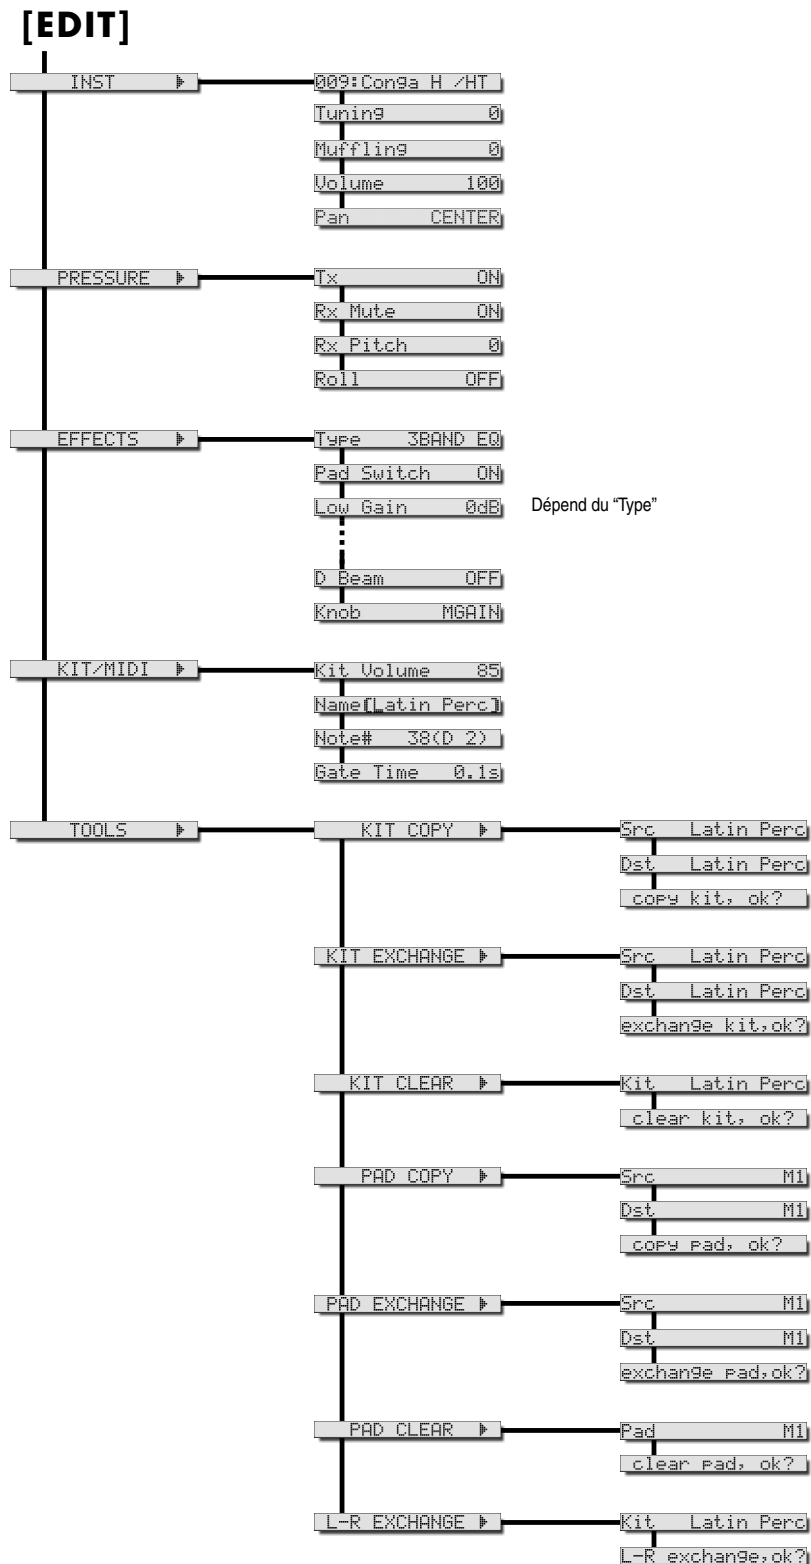 [EDIT]
INST
009:Conga H /HT
Tuning 0
Muffling 0
Volume 100
Pan CENTER
PRESSURE
Tx ON
Rx Mute ON
Rx Pitch 0
Roll OFF
EFFECTS
Type 3BAND EQ
Pad Switch ON
Low Gain 0dB
Dépend du “Type”
D Beam OFF
Knob MGAIN
KIT/MIDI
Kit Volume 85
Name[Latin Perc]
Note# 38(D 2)
Gate Time 0.1s
TOOLS
KIT COPY
Src Latin Perc
Dst Latin Perc
copy kit, ok?
KIT EXCHANGE
Src Latin Perc
Dst Latin Perc
exchange kit,ok?
KIT CLEAR
Kit Latin Perc
clear kit, ok?
PAD COPY
Src M1
Dst M1
copy pad, ok?
PAD EXCHANGE
Src M1
Dst M1
exchange pad,ok?
PAD CLEAR
Pad M1
clear pad, ok?
L-R EXCHANGE
Kit Latin Perc
L-R exchange,ok?